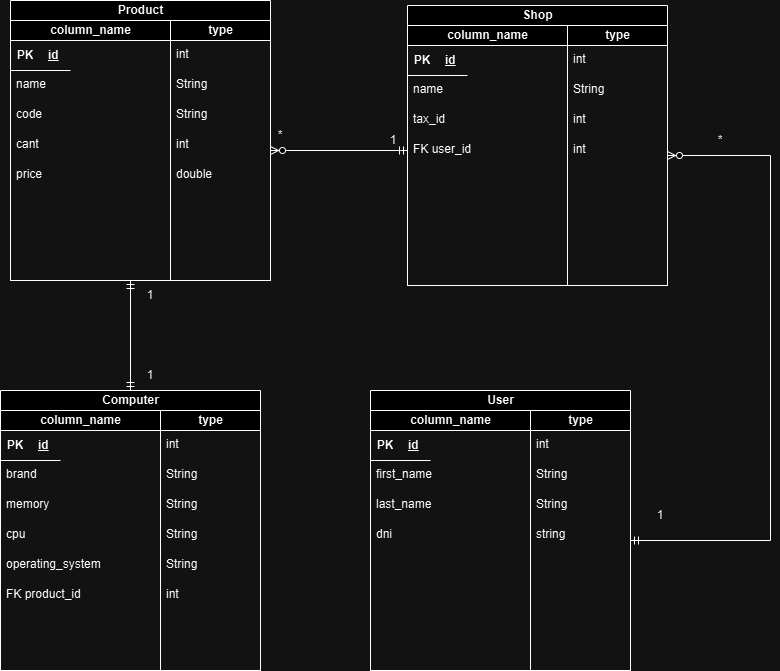 Product
column_name type
PK id int
name String
code String
cant int
price double
*
1
Shop
column_name type
PK id int
name String
tax_id int
FK user_id int
*
1
1
Computer
column_name type
PK id int
brand String
memory String
cpu String
operating_system String
FK product_id int
User
column_name type
PK id int
first_name String
last_name String
dni string
1